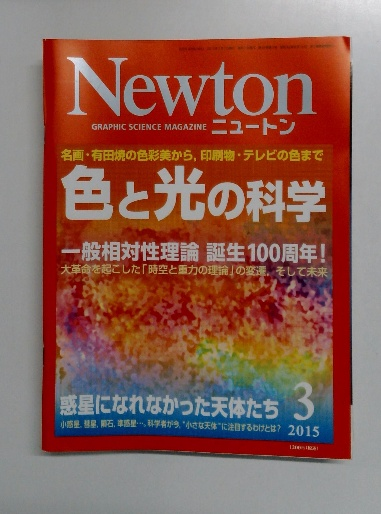 Newton
GRAPHIC SCIENCE MAGAZINE ニュートン
名画・有田焼の色彩美から,印刷物・テレビの色まで
色と光の科学
一般相対性理論 誕生100周年!
大革命を起こした「時空と重力の理論」の変遷,そして未来
惑星になれなかった天体たち
小惑星,彗星,隕石,準惑星…。科学者が今,“小さな天体”に注目するわけとは?
3
2015